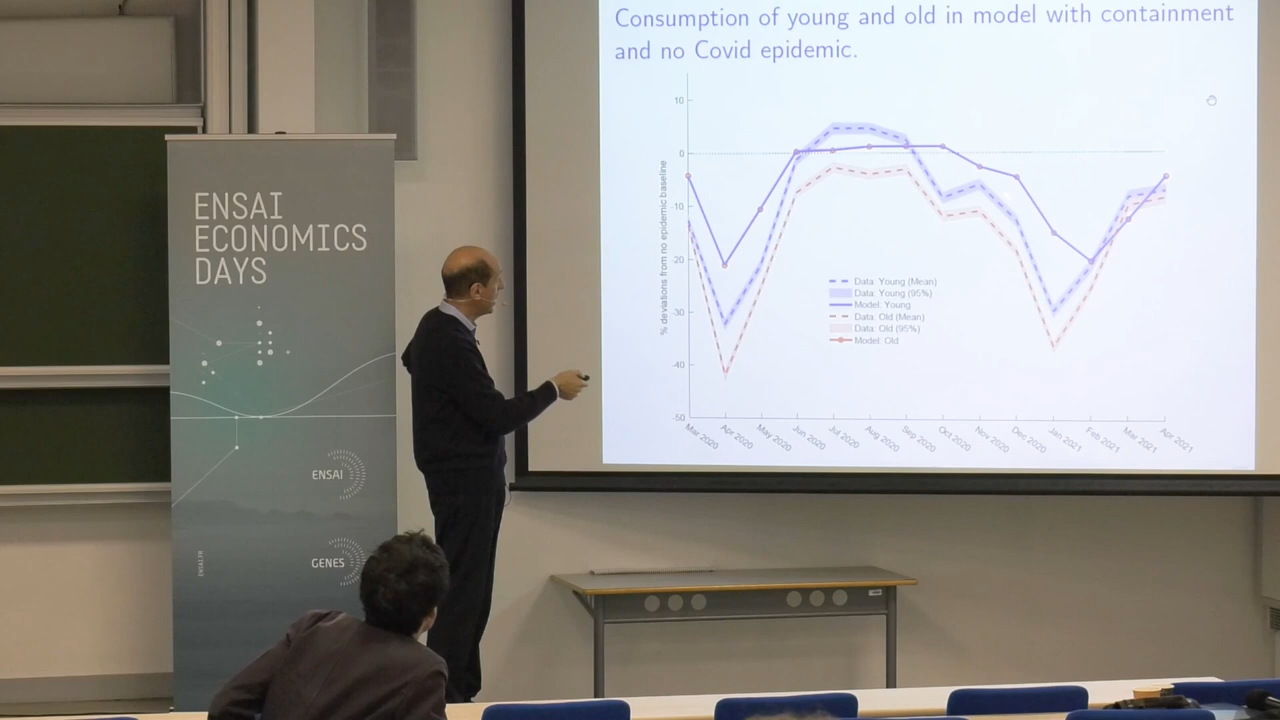 Consumption of young and old in model with containment
and no Covid epidemic.
10
0
-10
-20
-30
-40
-50
% deviations from no epidemic baseline
Data: Young (Mean)
Data: Young (95%)
Model: Young
Data: Old (Mean)
Data: Old (95%)
Model: Old
Mar 2020
Apr 2020
May 2020
Jun 2020
Jul 2020
Aug 2020
Sep 2020
Oct 2020
Nov 2020
Dec 2020
Jan 2021
Feb 2021
Mar 2021
Apr 2021
ENSAI
ECONOMICS
DAYS
ENSAI
GENES
ENSAI.FR